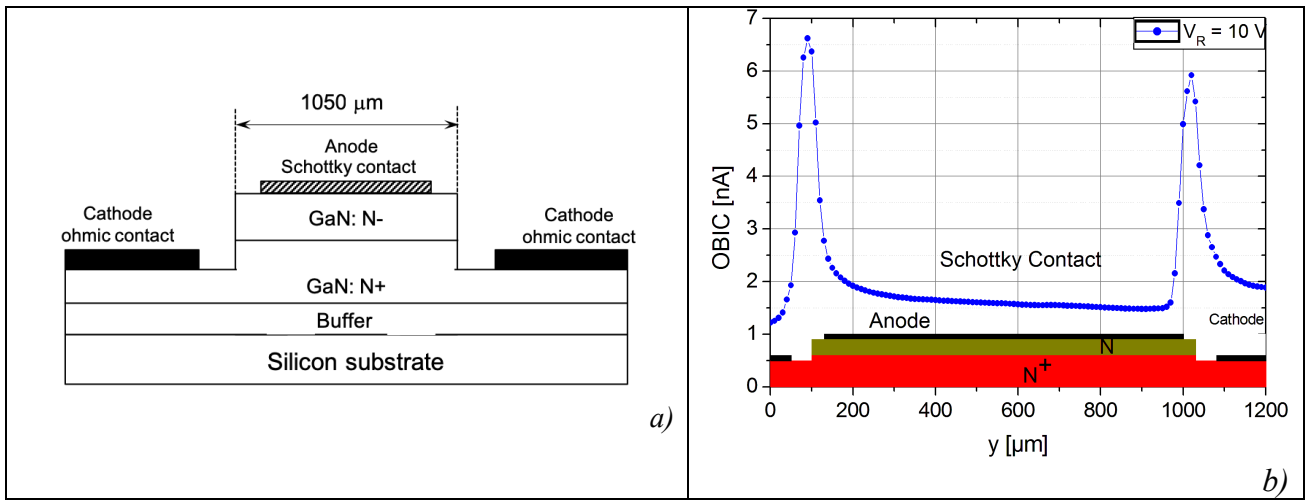 1050 μm
Anode
Schottky contact
GaN: N-
Cathode
ohmic contact
Cathode
ohmic contact
GaN: N+
Buffer
Silicon substrate
a)
7
6
5
4
3
2
1
0
OBIC [nA]
V_R = 10 V
Schottky Contact
Anode
Cathode
N
N+
0 200 400 600 800 1000 1200
y [μm]
b)